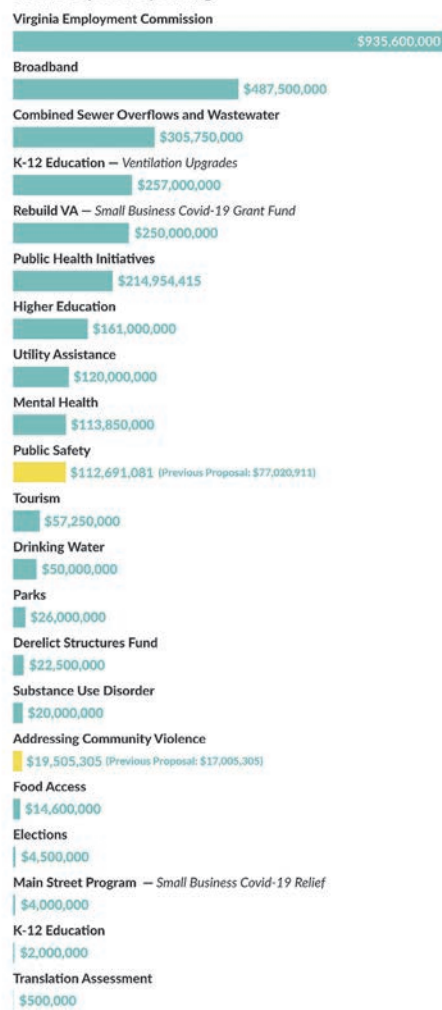 Virginia Employment Commission
$935,600,000
Broadband
$487,500,000
Combined Sewer Overflows and Wastewater
$305,750,000
K-12 Education — Ventilation Upgrades
$257,000,000
Rebuild VA — Small Business Covid-19 Grant Fund
$250,000,000
Public Health Initiatives
$214,954,415
Higher Education
$161,000,000
Utility Assistance
$120,000,000
Mental Health
$113,850,000
Public Safety
$112,691,081 (Previous Proposal: $77,020,911)
Tourism
$57,250,000
Drinking Water
$50,000,000
Parks
$26,000,000
Derelict Structures Fund
$22,500,000
Substance Use Disorder
$20,000,000
Addressing Community Violence
$19,505,305 (Previous Proposal: $17,005,305)
Food Access
$14,600,000
Elections
$4,500,000
Main Street Program — Small Business Covid-19 Relief
$4,000,000
K-12 Education
$2,000,000
Translation Assessment
$500,000